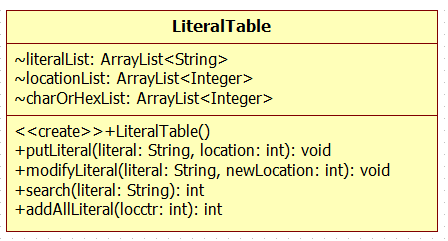 LiteralTable
~literalList: ArrayList<String>
~locationList: ArrayList<Integer>
~charOrHexList: ArrayList<Integer>
<<create>>+LiteralTable()
+putLiteral(literal: String, location: int): void
+modifyLiteral(literal: String, newLocation: int): void
+search(literal: String): int
+addAllLiteral(locctr: int): int